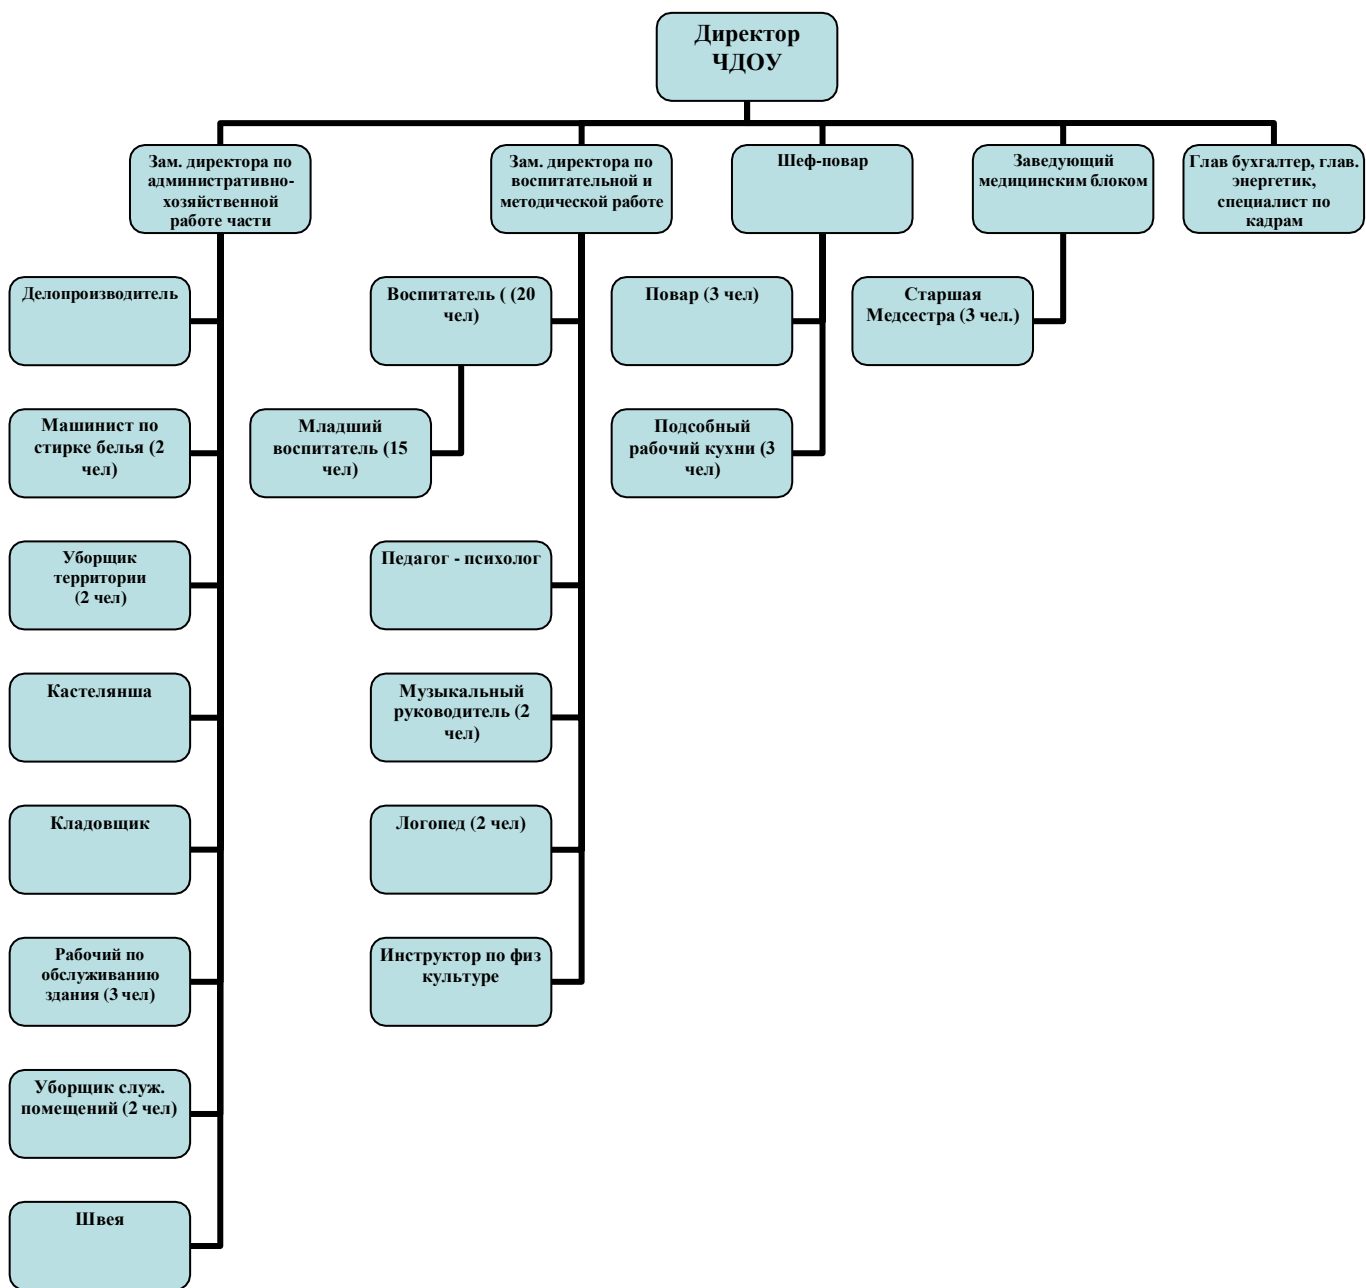 Директор
ЧДОУ
Зам. директора по
административно-
хозяйственной
работе части
Зам. директора по
воспитательной и
методической работе
Шеф-повар
Заведующий
медицинским блоком
Глав бухгалтер, глав.
энергетик,
специалист по
кадрам
Делопроизводитель
Воспитатель ( (20
чел)
Повар (3 чел)
Старшая
Медсестра (3 чел.)
Машинист по
стирке белья (2
чел)
Младший
воспитатель (15
чел)
Подсобный
рабочий кухни (3
чел)
Уборщик
территории
(2 чел)
Педагог - психолог
Кастелянша
Музыкальный
руководитель (2
чел)
Кладовщик
Логопед (2 чел)
Рабочий по
обслуживанию
здания (3 чел)
Инструктор по физ
культуре
Уборщик служ.
помещений (2 чел)
Швея